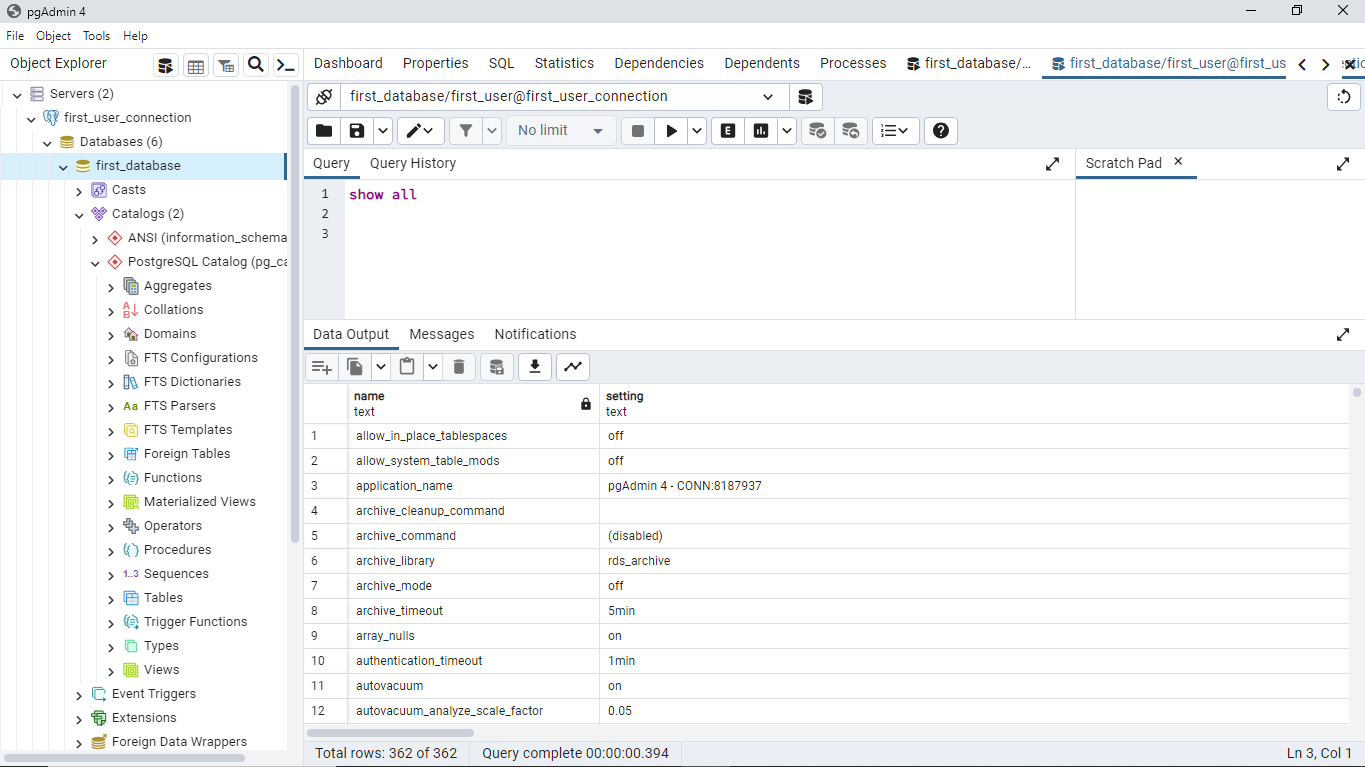 pgAdmin 4
File Object Tools Help
Object Explorer
Dashboard Properties SQL Statistics Dependencies Dependents Processes first_database/... first_database/first_user@first_us
Servers (2)
first_user_connection
Databases (6)
first_database
Casts
Catalogs (2)
ANSI (information_schema
PostgreSQL Catalog (pg_ca
Aggregates
Collations
Domains
FTS Configurations
FTS Dictionaries
Aa FTS Parsers
FTS Templates
Foreign Tables
Functions
Materialized Views
Operators
Procedures
1..3 Sequences
Tables
Trigger Functions
Types
Views
Event Triggers
Extensions
Foreign Data Wrappers
first_database/first_user@first_user_connection
No limit
E
Query Query History
Scratch Pad
1 show all
2
3
Data Output Messages Notifications
name setting
text text
1 allow_in_place_tablespaces off
2 allow_system_table_mods off
3 application_name pgAdmin 4 - CONN:8187937
4 archive_cleanup_command
5 archive_command (disabled)
6 archive_library rds_archive
7 archive_mode off
8 archive_timeout 5min
9 array_nulls on
10 authentication_timeout 1min
11 autovacuum on
12 autovacuum_analyze_scale_factor 0.05
Total rows: 362 of 362 Query complete 00:00:00.394 Ln 3, Col 1